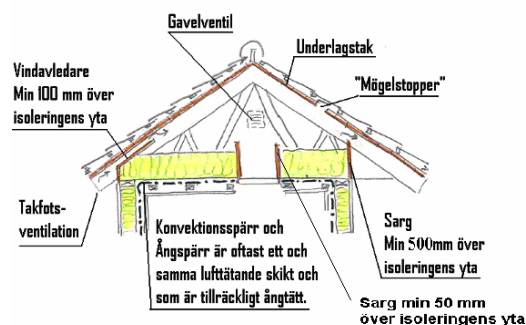 Gavelventil
Underlagstak
"Mögelstopper"
Vindavledare
Min 100 mm över
isoleringens yta
Takfots-
ventilation
Konvektionsspärr och
Ångspärr är oftast ett och
samma lufttätande skikt och
som är tillräckligt ångtätt.
Sarg
Min 500mm över
isoleringens yta
Sarg min 50 mm
över isoleringens yta